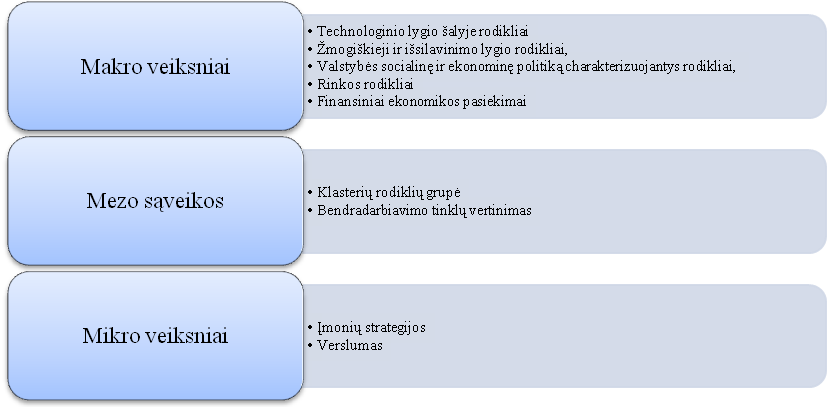 Makro veiksniai
• Technologinio lygio šalyje rodikliai
• Žmogiškieji ir išsilavinimo lygio rodikliai,
• Valstybės socialinę ir ekonominę politiką charakterizuojantys rodikliai,
• Rinkos rodikliai
• Finansiniai ekonomikos pasiekimai
Mezo sąveikos
• Klasterių rodiklių grupė
• Bendradarbiavimo tinklų vertinimas
Mikro veiksniai
• Įmonių strategijos
• Verslumas